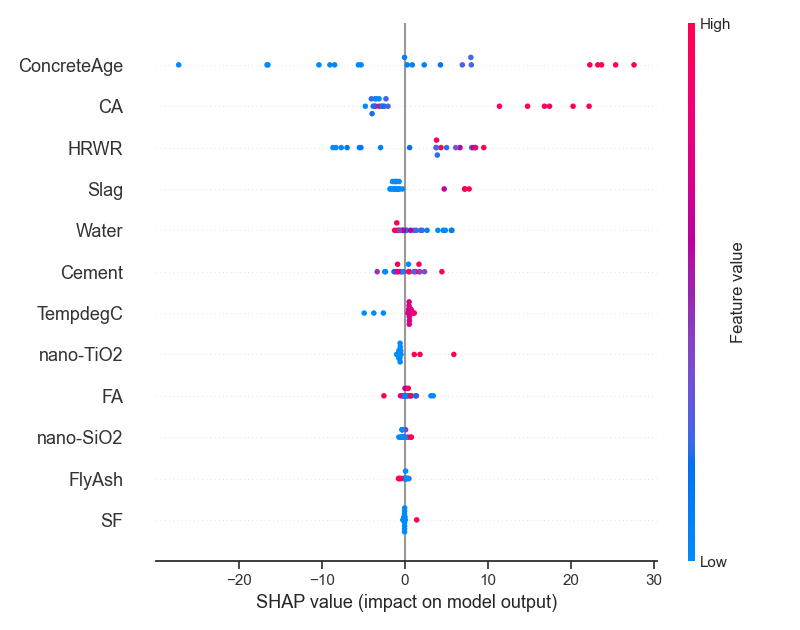 High
ConcreteAge
CA
HRWR
Slag
Water
Cement
TempdegC
nano-TiO2
FA
nano-SiO2
FlyAsh
SF
Feature value
Low
−20
−10
0
10
20
30
SHAP value (impact on model output)